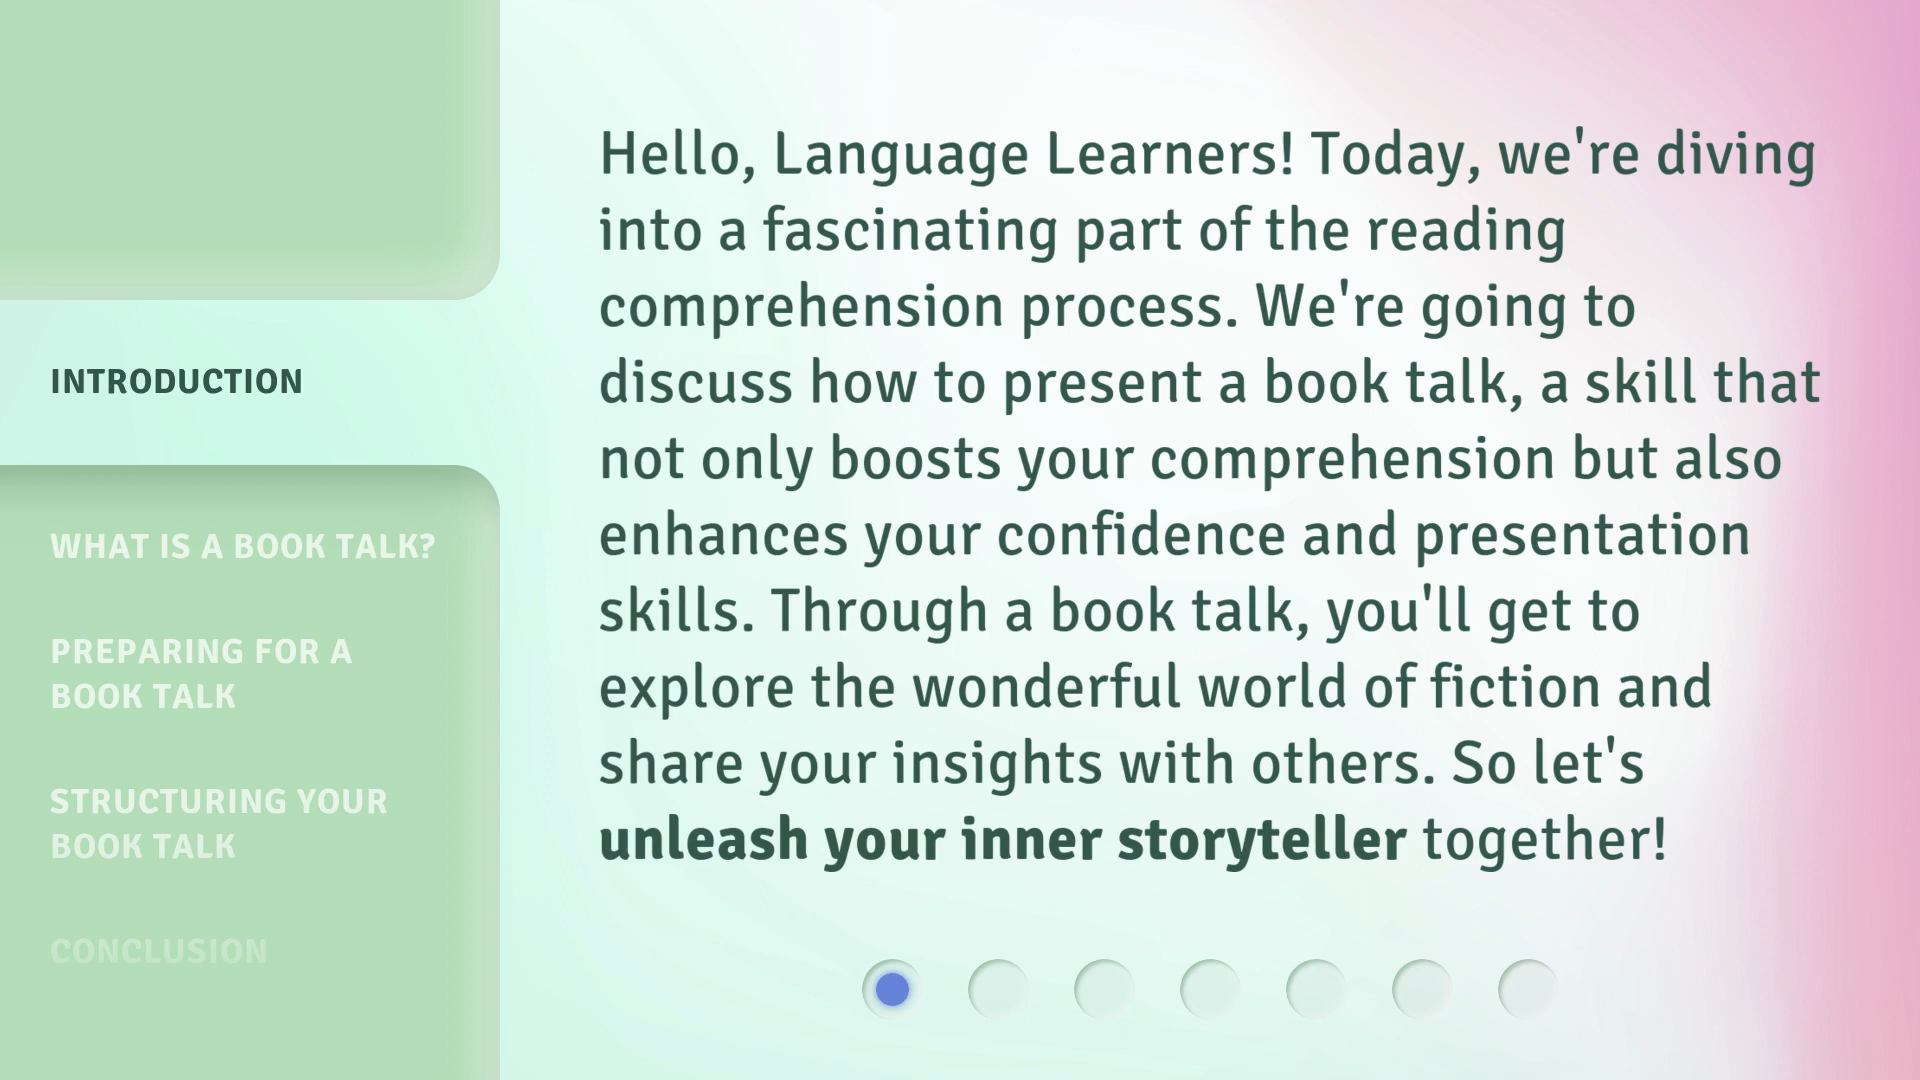 INTRODUCTION
WHAT IS A BOOK TALK?
PREPARING FOR A
BOOK TALK
STRUCTURING YOUR
BOOK TALK
CONCLUSION
Hello, Language Learners! Today, we're diving
into a fascinating part of the reading
comprehension process. We're going to
discuss how to present a book talk, a skill that
not only boosts your comprehension but also
enhances your confidence and presentation
skills. Through a book talk, you'll get to
explore the wonderful world of fiction and
share your insights with others. So let's
unleash your inner storyteller together!